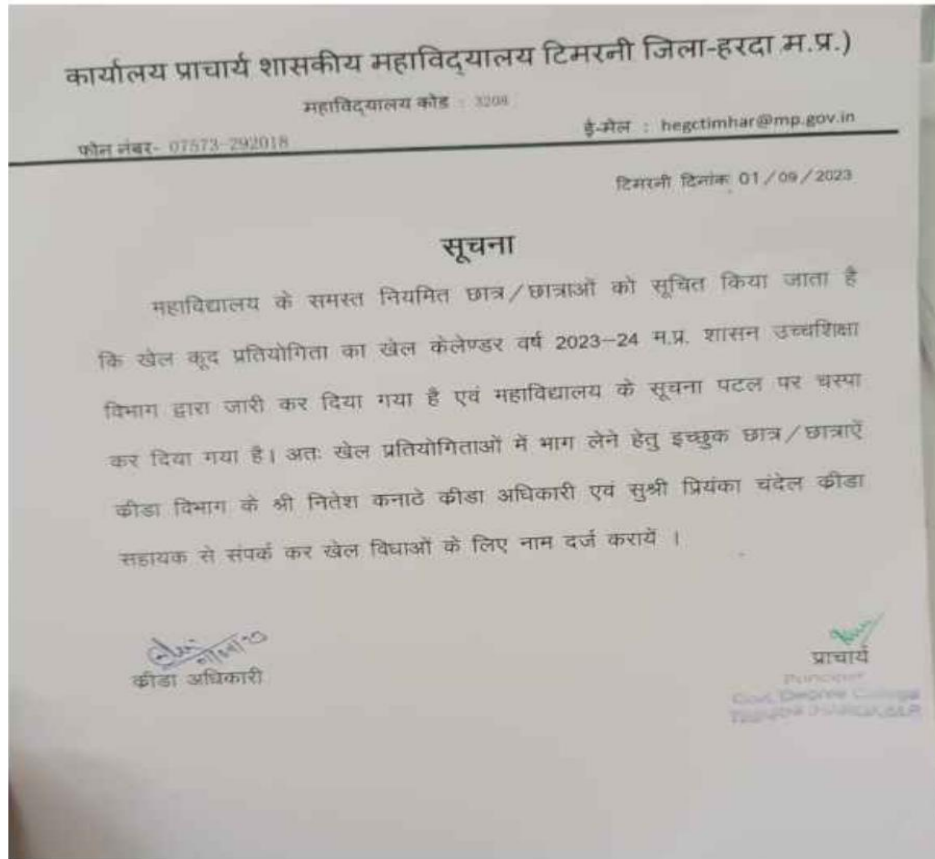 कार्यालय प्राचार्य शासकीय महाविद्यालय टिमरनी जिला-हरदा म.प्र.)
महाविद्यालय कोड : 3208
फोन नंबर- 07573-292018
ई-मेल : hegctimhar@mp.gov.in
टिमरनी दिनांक 01/09/2023
सूचना
महाविद्यालय के समस्त नियमित छात्र/छात्राओं को सूचित किया जाता है
कि खेल कूद प्रतियोगिता का खेल केलेण्डर वर्ष 2023-24 म.प्र. शासन उच्चशिक्षा
विभाग द्वारा जारी कर दिया गया है एवं महाविद्यालय के सूचना पटल पर चस्पा
कर दिया गया है। अतः खेल प्रतियोगिताओं में भाग लेने हेतु इच्छुक छात्र/छात्राऐं
कीडा विभाग के श्री नितेश कनाठे कीडा अधिकारी एवं सुश्री प्रियंका चंदेल कीडा
सहायक से संपर्क कर खेल विधाओं के लिए नाम दर्ज करायें ।
कीडा अधिकारी
प्राचार्य
Principal
Govt. Degree College